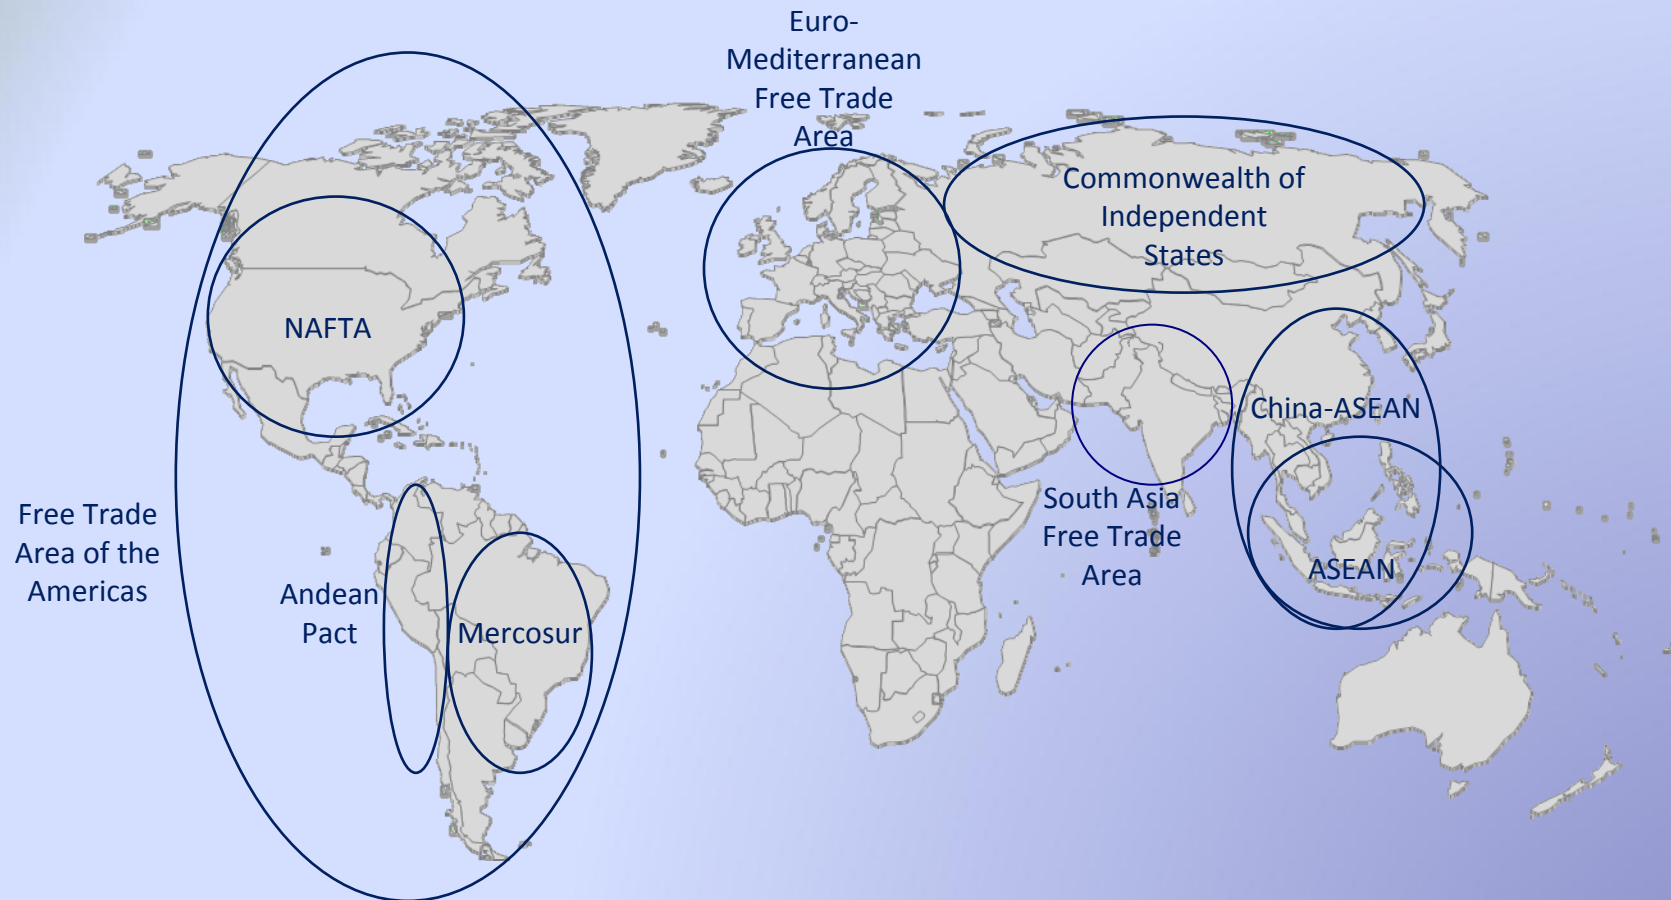 Euro-
Mediterranean
Free Trade
Area
Commonwealth of
Independent
States
NAFTA
China-ASEAN
South Asia
Free Trade
Area
ASEAN
Free Trade
Area of the
Americas
Andean
Pact
Mercosur